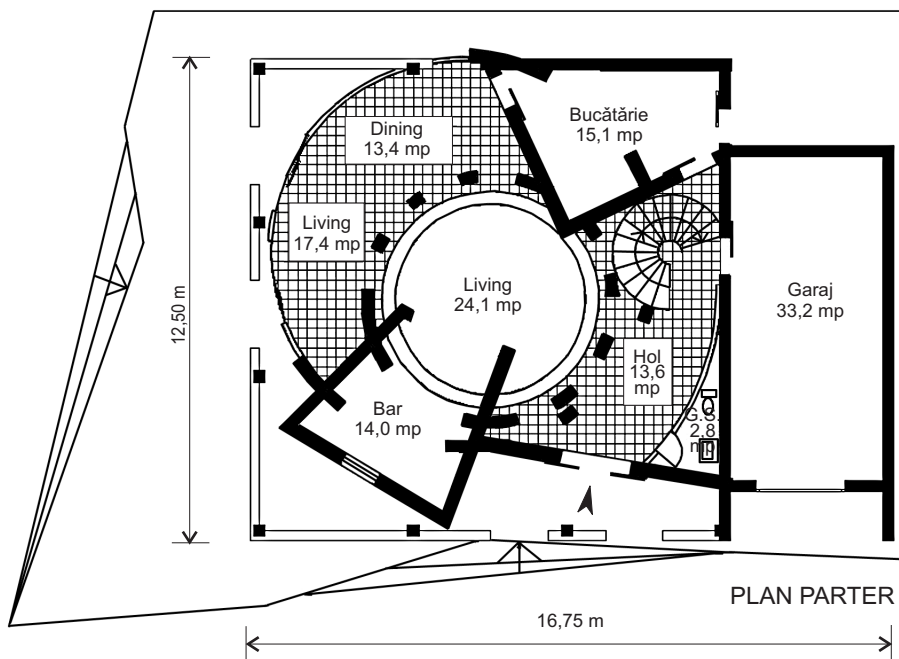 Bucătărie
15,1 mp
Dining
13,4 mp
Living
17,4 mp
Living
24,1 mp
Garaj
33,2 mp
Hol
13,6
mp
Bar
14,0 mp
G.S.
2,8
mp
12,50 m
PLAN PARTER
16,75 m